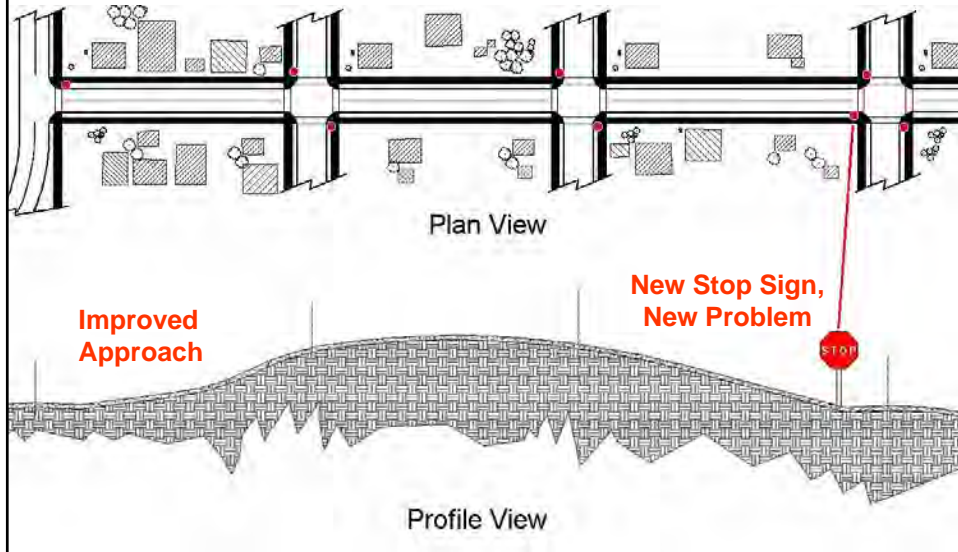 Plan View
New Stop Sign,
New Problem
Improved
Approach
STOP
Profile View